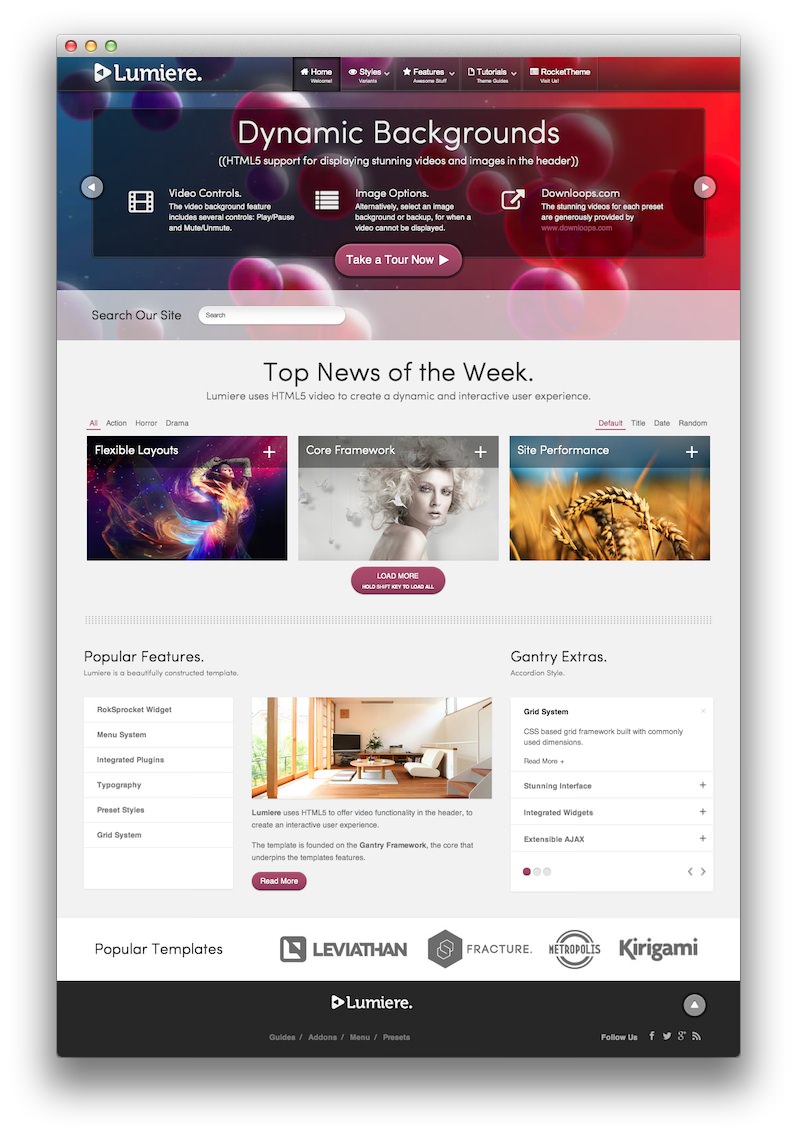 Lumiere.
Home
Welcome!
Styles
Variants
Features
Awesome Stuff
Tutorials
Theme Guides
RocketTheme
Visit Us!
Dynamic Backgrounds
((HTML5 support for displaying stunning videos and images in the header))
Video Controls.
The video background feature
includes several controls: Play/Pause
and Mute/Unmute.
Image Options.
Alternatively, select an image
background or backup, for when a
video cannot be displayed.
Downloops.com
The stunning videos for each preset
are generously provided by
www.downloops.com
Take a Tour Now
Search Our Site
Search
Top News of the Week.
Lumiere uses HTML5 video to create a dynamic and interactive user experience.
All Action Horror Drama
Default Title Date Random
Flexible Layouts +
Core Framework +
Site Performance +
LOAD MORE
HOLD SHIFT KEY TO LOAD ALL
Popular Features.
Lumiere is a beautifully constructed template.
RokSprocket Widget
Menu System
Integrated Plugins
Typography
Preset Styles
Grid System
Lumiere uses HTML5 to offer video functionality in the header, to
create an interactive user experience.
The template is founded on the Gantry Framework, the core that
underpins the templates features.
Read More
Gantry Extras.
Accordion Style.
Grid System ×
CSS based grid framework built with commonly
used dimensions.
Read More +
Stunning Interface +
Integrated Widgets +
Extensible AJAX +
Popular Templates
LEVIATHAN
FRACTURE.
METROPOLIS
Kirigami
Lumiere.
Guides / Addons / Menu / Presets
Follow Us